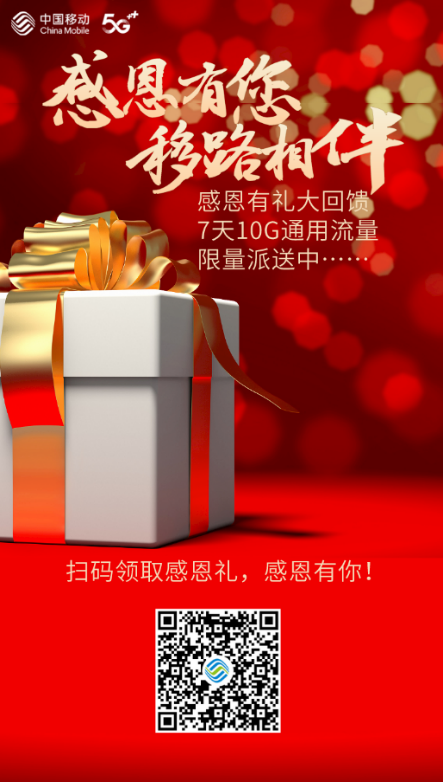 中国移动
China Mobile
5G++
感恩有您
移路相伴
感恩有礼大回馈
7天10G通用流量
限量派送中……
扫码领取感恩礼，感恩有你！